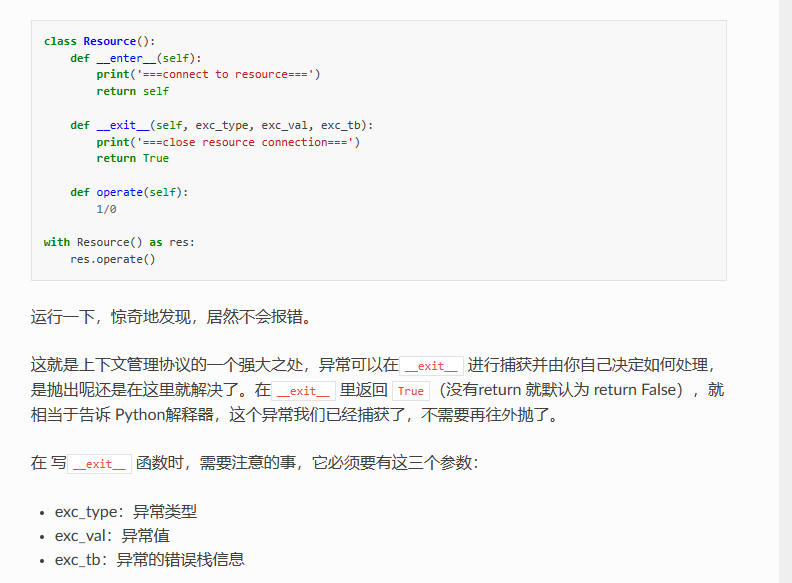 class Resource():
    def __enter__(self):
        print('===connect to resource===')
        return self
    def __exit__(self, exc_type, exc_val, exc_tb):
        print('===close resource connection===')
        return True
    def operate(self):
        1/0
with Resource() as res:
    res.operate()
运行一下，惊奇地发现，居然不会报错。
这就是上下文管理协议的一个强大之处，异常可以在 __exit__ 进行捕获并由你自己决定如何处理，
是抛出呢还是在这里就解决了。在 __exit__ 里返回 True（没有return 就默认为 return False），就
相当于告诉 Python解释器，这个异常我们已经捕获了，不需要再往外抛了。
在 写 __exit__ 函数时，需要注意的事，它必须要有这三个参数：
• exc_type：异常类型
• exc_val：异常值
• exc_tb：异常的错误栈信息